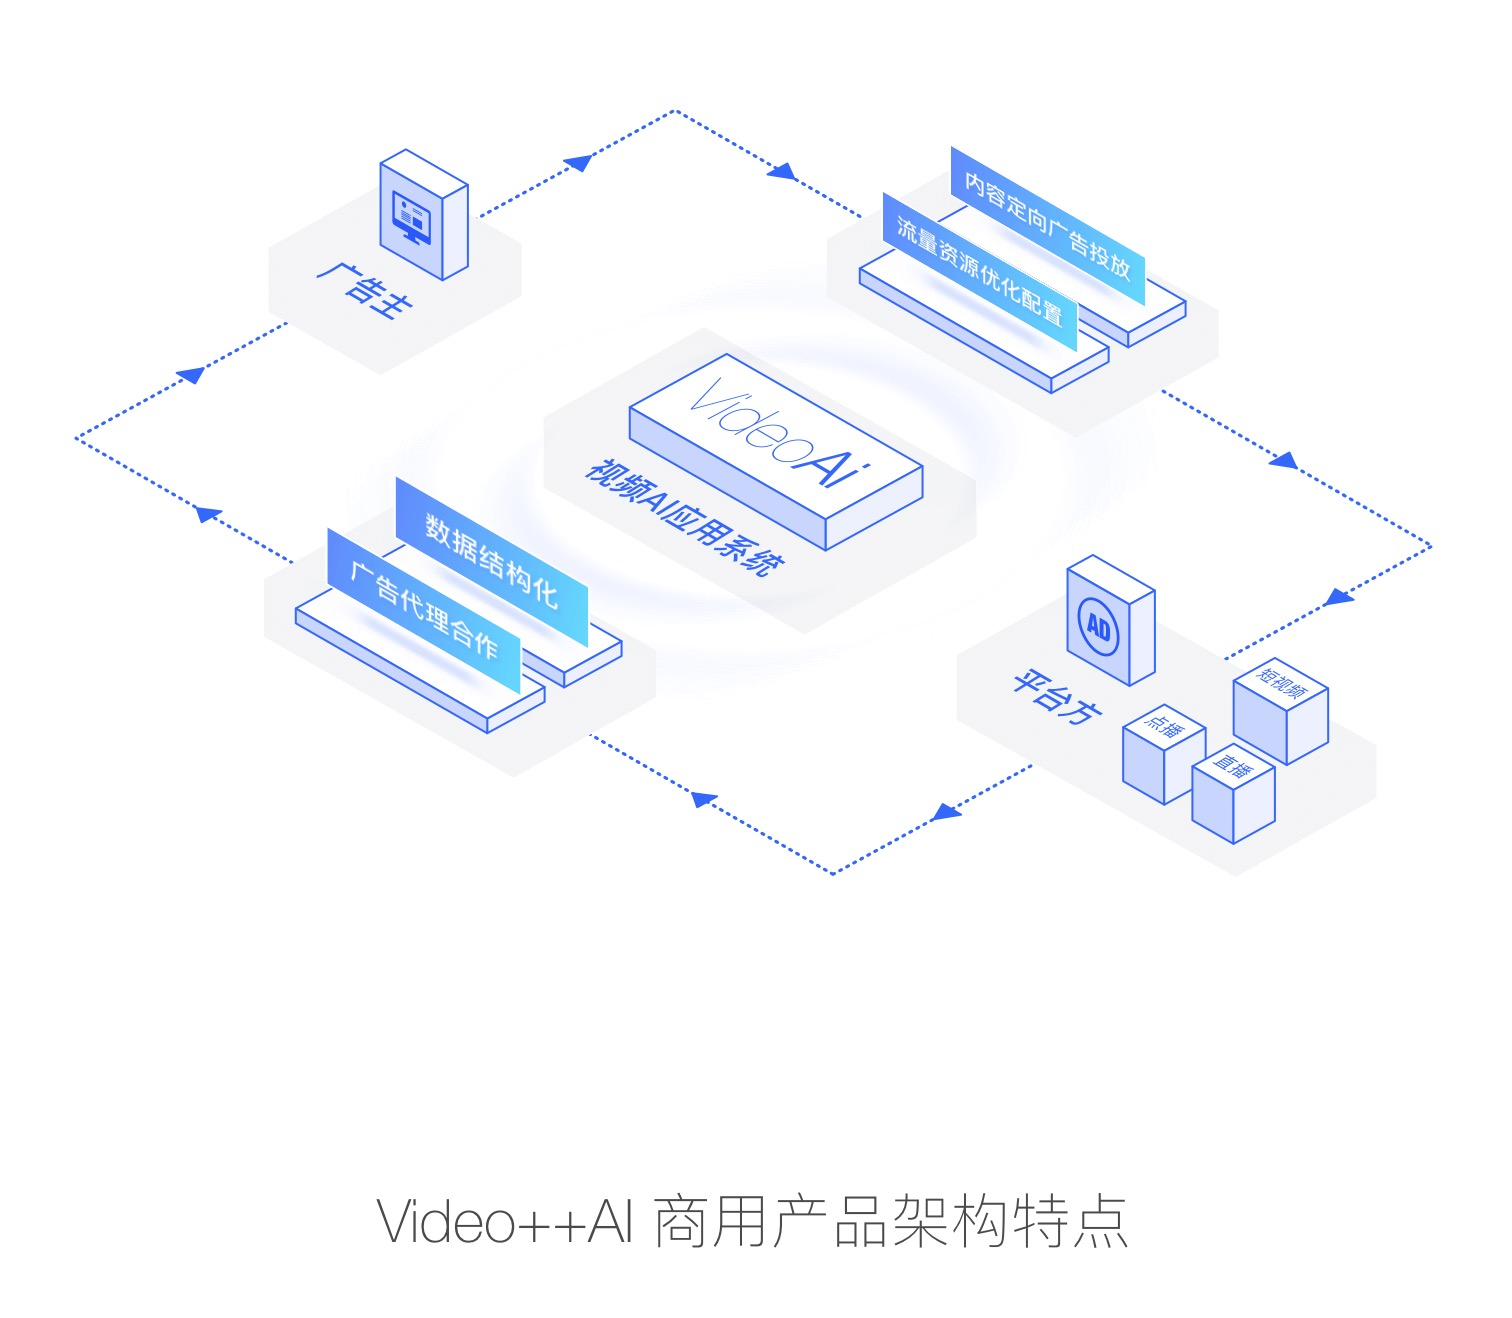 内容定向广告投放
流量资源优化配置
广告主
VideoAi
视频AI应用系统
数据结构化
广告代理合作
AD
平台方
短视频
点播
直播
Video++AI 商用产品架构特点